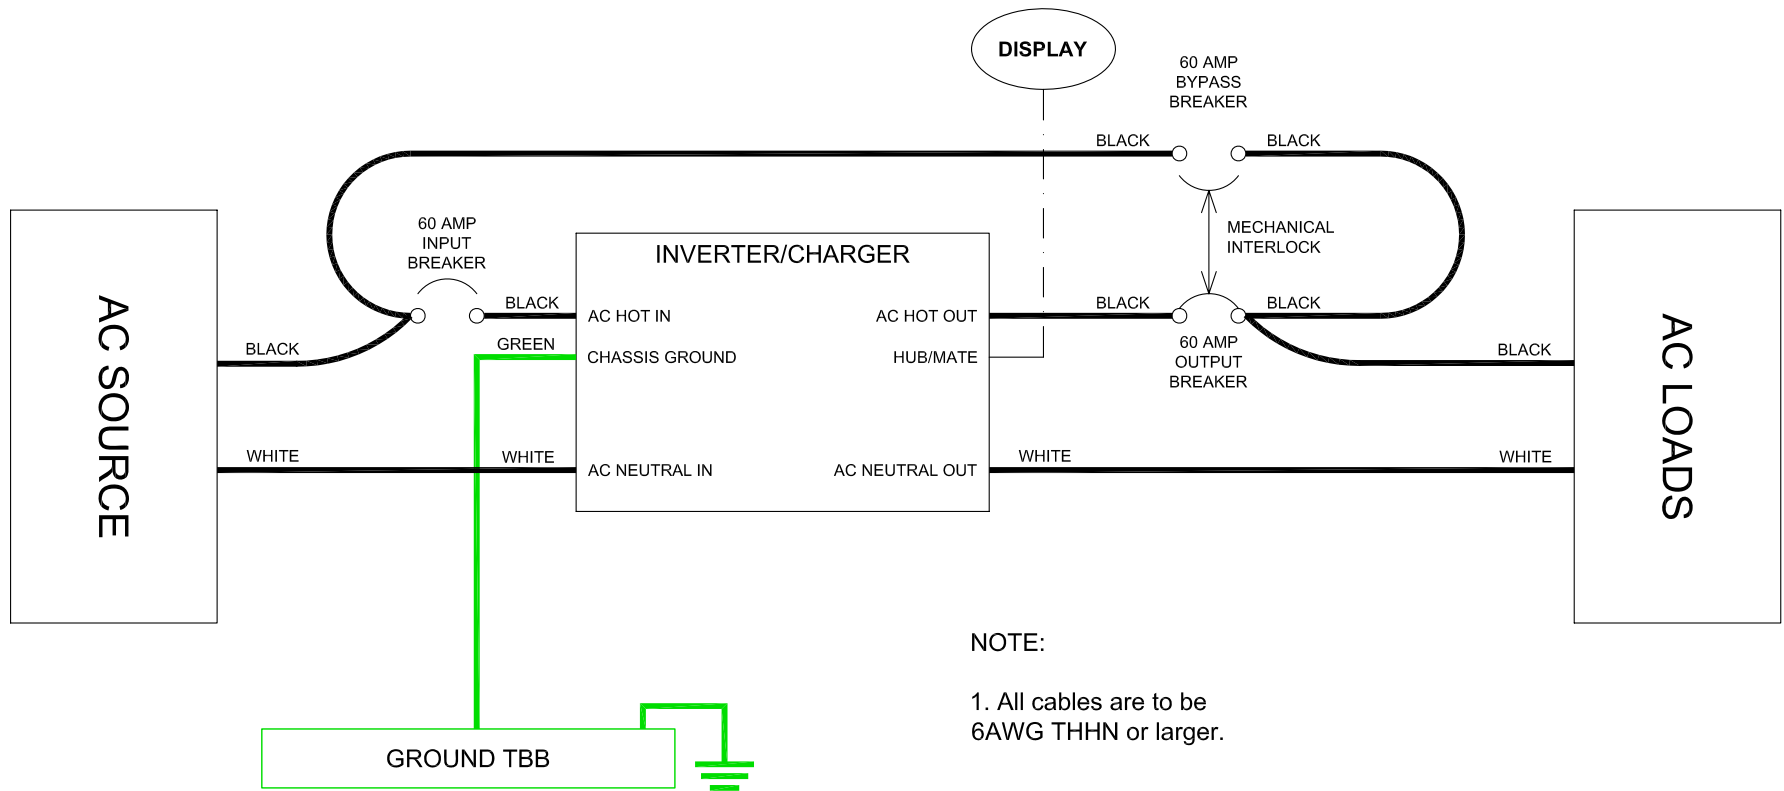 DISPLAY
60 AMP
BYPASS
BREAKER
BLACK
BLACK
60 AMP
INPUT
BREAKER
MECHANICAL
INTERLOCK
INVERTER/CHARGER
BLACK
AC HOT IN
AC HOT OUT
BLACK
BLACK
GREEN
CHASSIS GROUND
HUB/MATE
60 AMP
OUTPUT
BREAKER
BLACK
BLACK
AC SOURCE
AC LOADS
WHITE
WHITE
AC NEUTRAL IN
AC NEUTRAL OUT
WHITE
WHITE
NOTE:
1. All cables are to be
6AWG THHN or larger.
GROUND TBB